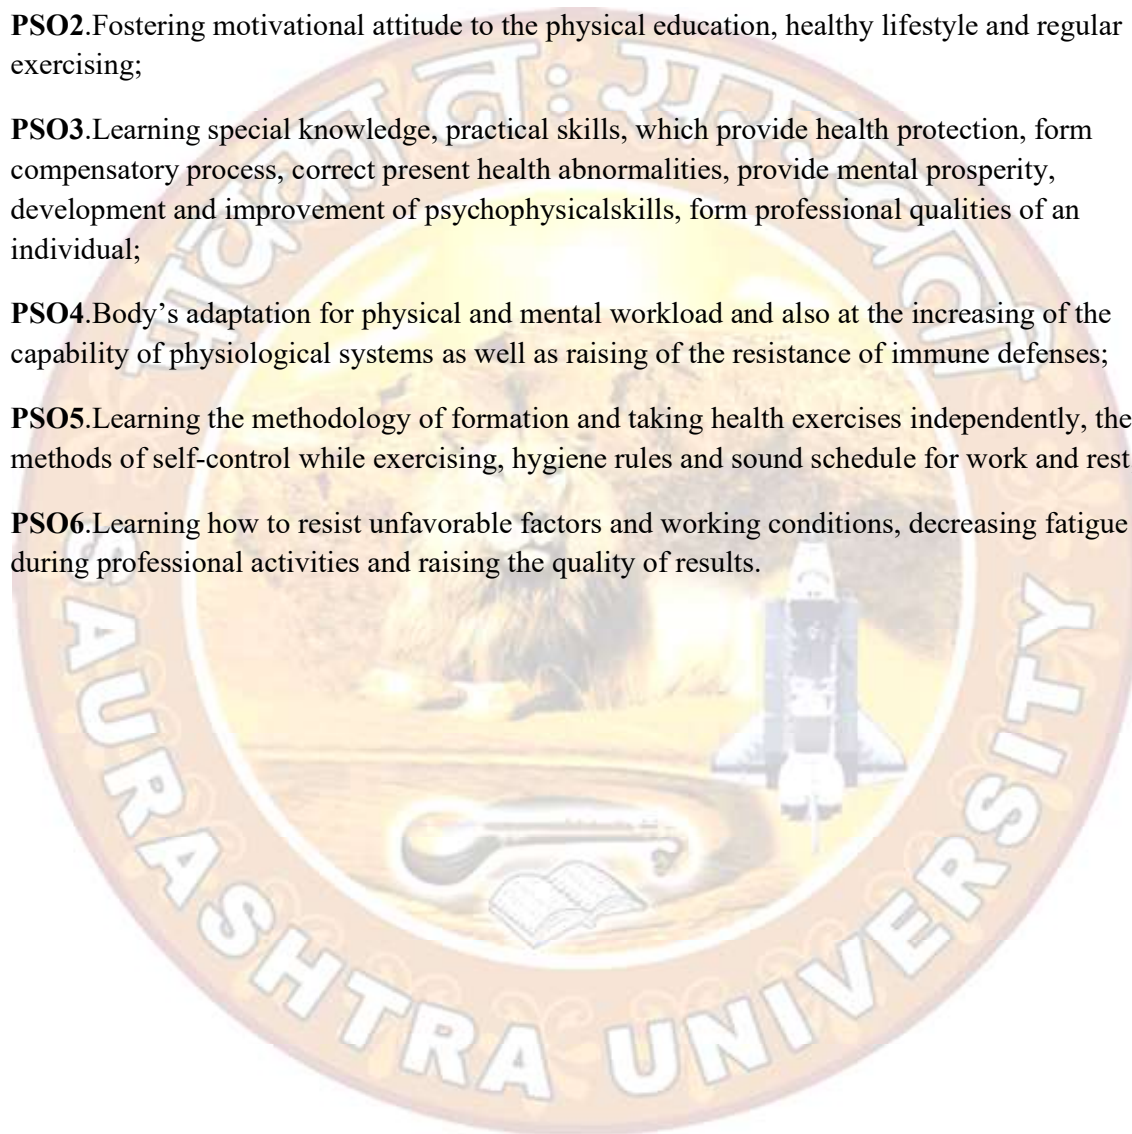 PSO2.Fostering motivational attitude to the physical education, healthy lifestyle and regular
exercising;
PSO3.Learning special knowledge, practical skills, which provide health protection, form
compensatory process, correct present health abnormalities, provide mental prosperity,
development and improvement of psychophysicalskills, form professional qualities of an
individual;
PSO4.Body’s adaptation for physical and mental workload and also at the increasing of the
capability of physiological systems as well as raising of the resistance of immune defenses;
PSO5.Learning the methodology of formation and taking health exercises independently, the
methods of self-control while exercising, hygiene rules and sound schedule for work and rest
PSO6.Learning how to resist unfavorable factors and working conditions, decreasing fatigue
during professional activities and raising the quality of results.
पावका नः सरस्वती
SAURASHTRA UNIVERSITY